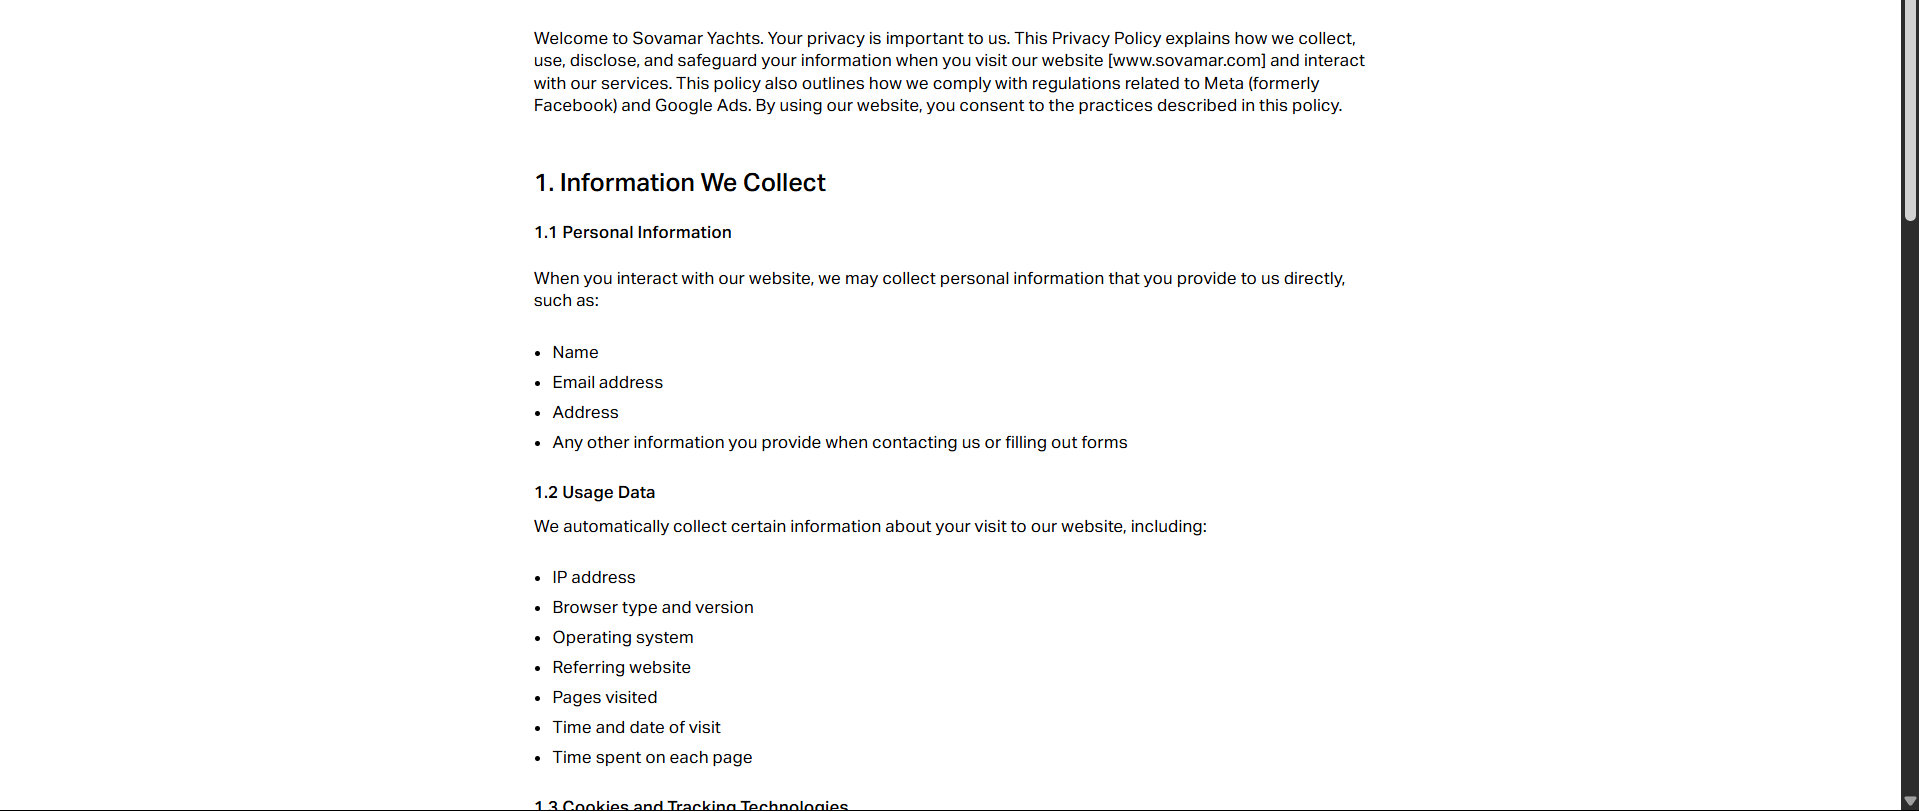 Welcome to Sovamar Yachts. Your privacy is important to us. This Privacy Policy explains how we collect,
use, disclose, and safeguard your information when you visit our website [www.sovamar.com] and interact
with our services. This policy also outlines how we comply with regulations related to Meta (formerly
Facebook) and Google Ads. By using our website, you consent to the practices described in this policy.
1. Information We Collect
1.1 Personal Information
When you interact with our website, we may collect personal information that you provide to us directly,
such as:
• Name
• Email address
• Address
• Any other information you provide when contacting us or filling out forms
1.2 Usage Data
We automatically collect certain information about your visit to our website, including:
• IP address
• Browser type and version
• Operating system
• Referring website
• Pages visited
• Time and date of visit
• Time spent on each page
1.3 Cookies and Tracking Technologies